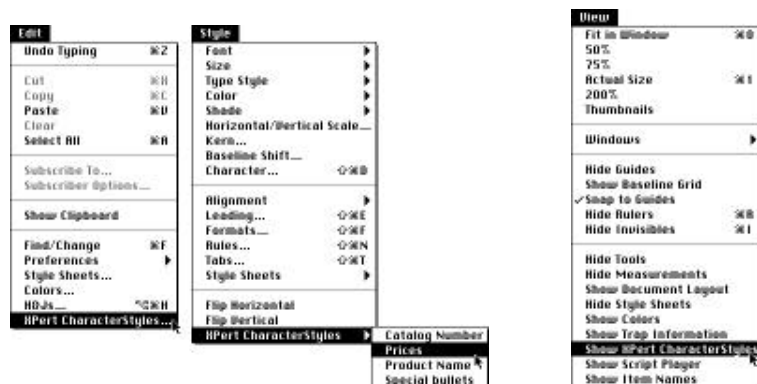 Edit
Undo Typing ⌘Z
Cut ⌘X
Copy ⌘C
Paste ⌘V
Clear
Select All ⌘A
Subscribe To...
Subscriber Options...
Show Clipboard
Find/Change ⌘F
Preferences
Style Sheets...
Colors...
H&Js... ⌥⌘H
XPert CharacterStyles...
Style
Font
Size
Type Style
Color
Shade
Horizontal/Vertical Scale...
Kern...
Baseline Shift...
Character... ⇧⌘D
Alignment
Leading... ⇧⌘E
Formats... ⇧⌘F
Rules... ⇧⌘N
Tabs... ⇧⌘T
Style Sheets
Flip Horizontal
Flip Vertical
XPert CharacterStyles
Catalog Number
Prices
Product Name
Special bullets
View
Fit in Window ⌘0
50%
75%
Actual Size ⌘1
200%
Thumbnails
Windows
Hide Guides
Show Baseline Grid
✓Snap to Guides
Hide Rulers ⌘R
Hide Invisibles ⌘I
Hide Tools
Hide Measurements
Show Document Layout
Hide Style Sheets
Show Colors
Show Trap Information
Show XPert CharacterStyles
Show Script Player
Show Item Names